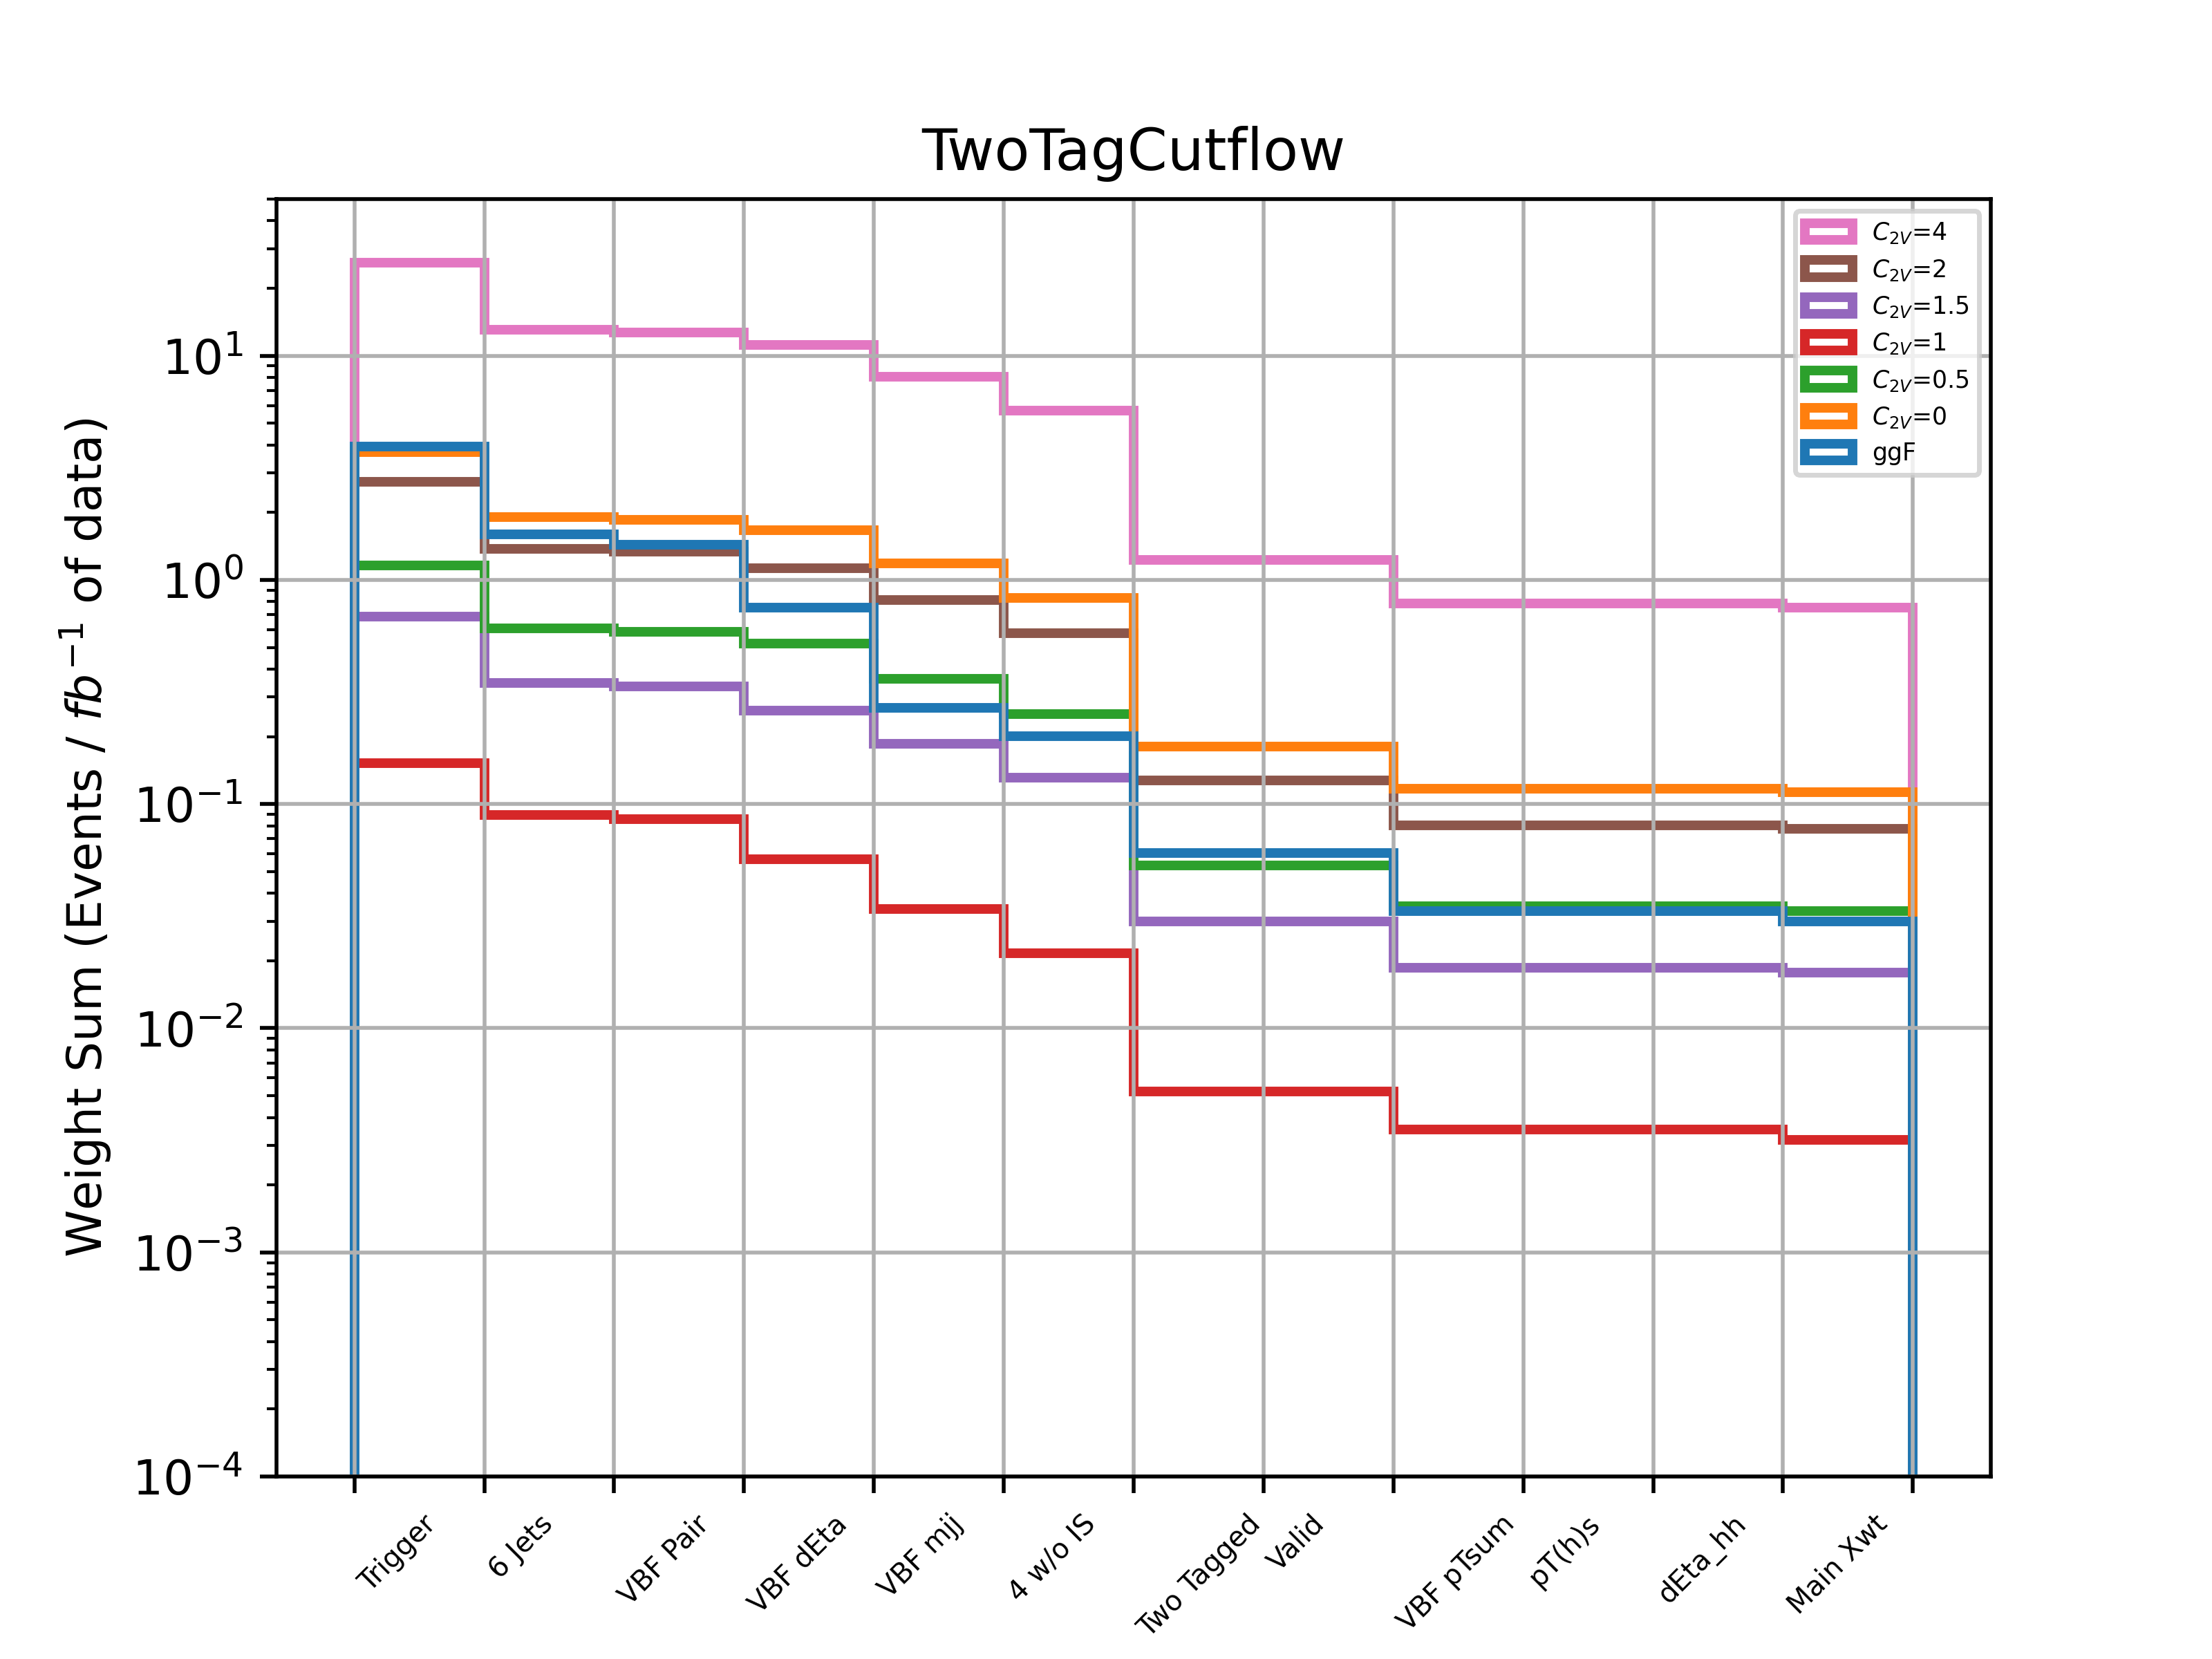 TwoTagCutflow
Weight Sum (Events / fb⁻¹ of data)
10¹
10⁰
10⁻¹
10⁻²
10⁻³
10⁻⁴
C₂V=4
C₂V=2
C₂V=1.5
C₂V=1
C₂V=0.5
C₂V=0
ggF
Trigger
6 Jets
VBF Pair
VBF dEta
VBF mjj
4 w/o IS
Two Tagged
Valid
VBF pTsum
pT(h)s
dEta_hh
Main Xwt